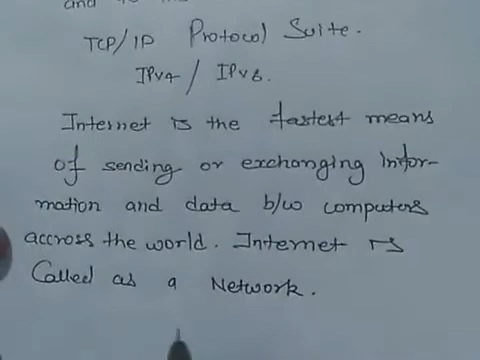 and
TCP/IP Protocol Suite.
IPv4 / IPv6.
Internet is the fastest means
of sending or exchanging Infor-
mation and data b/w computers
accross the world. Internet is
Called as a Network.